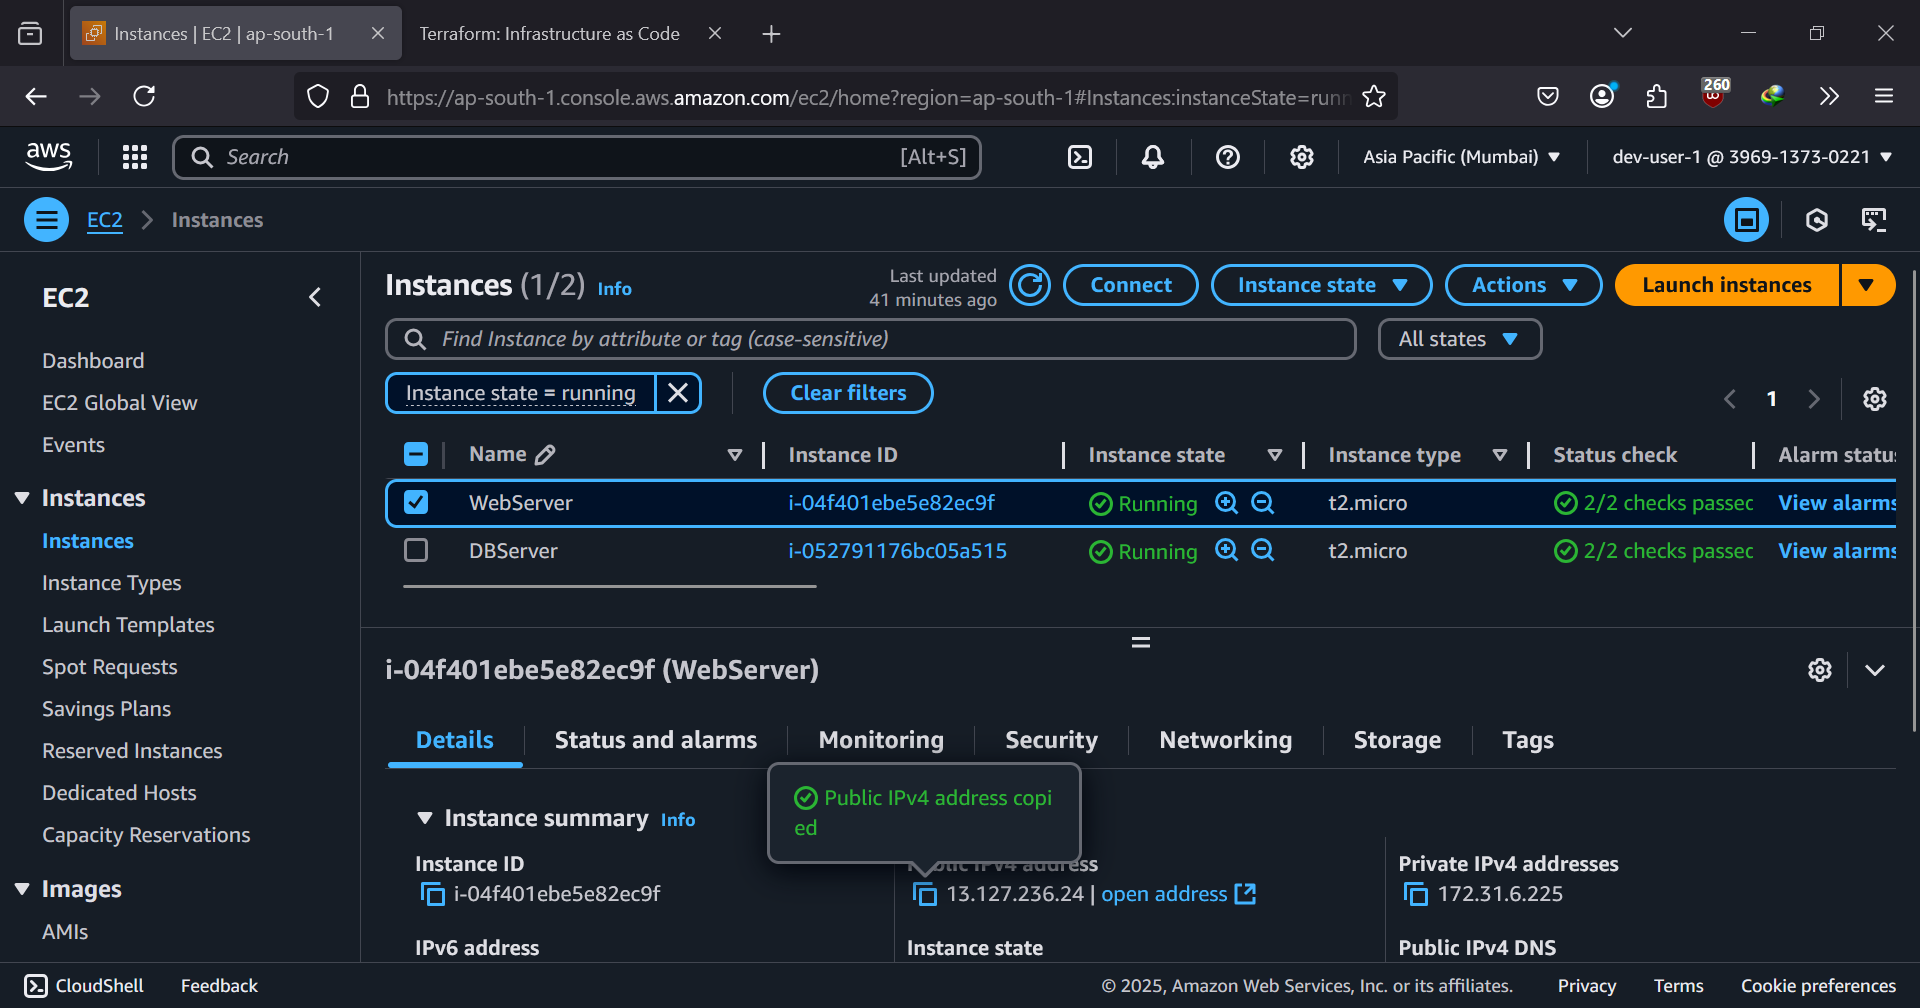 Instances | EC2 | ap-south-1
Terraform: Infrastructure as Code
https://ap-south-1.console.aws.amazon.com/ec2/home?region=ap-south-1#Instances:instanceState=runn
260
aws
Search
[Alt+S]
Asia Pacific (Mumbai)
dev-user-1 @ 3969-1373-0221
EC2
Instances
EC2
Dashboard
EC2 Global View
Events
Instances
Instances
Instance Types
Launch Templates
Spot Requests
Savings Plans
Reserved Instances
Dedicated Hosts
Capacity Reservations
Images
AMIs
Instances (1/2) Info
Last updated
41 minutes ago
Connect
Instance state
Actions
Launch instances
Find Instance by attribute or tag (case-sensitive)
All states
Instance state = running
Clear filters
1
Name Instance ID Instance state Instance type Status check Alarm statu
WebServer i-04f401ebe5e82ec9f Running t2.micro 2/2 checks passec View alarms
DBServer i-052791176bc05a515 Running t2.micro 2/2 checks passec View alarms
i-04f401ebe5e82ec9f (WebServer)
Details Status and alarms Monitoring Security Networking Storage Tags
Public IPv4 address copi
ed
Instance summary Info
Instance ID
i-04f401ebe5e82ec9f
Public IPv4 address
13.127.236.24 | open address
Private IPv4 addresses
172.31.6.225
IPv6 address
Instance state
Public IPv4 DNS
CloudShell Feedback
© 2025, Amazon Web Services, Inc. or its affiliates. Privacy Terms Cookie preferences